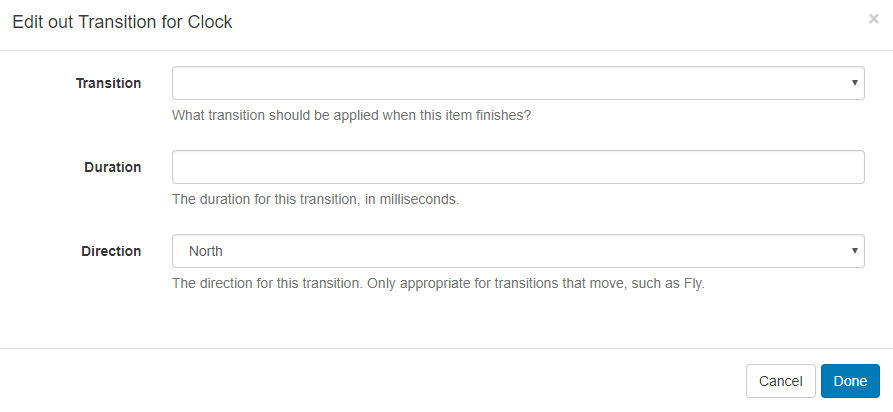 Edit out Transition for Clock
×
Transition
What transition should be applied when this item finishes?
Duration
The duration for this transition, in milliseconds.
Direction
North
The direction for this transition. Only appropriate for transitions that move, such as Fly.
Cancel
Done